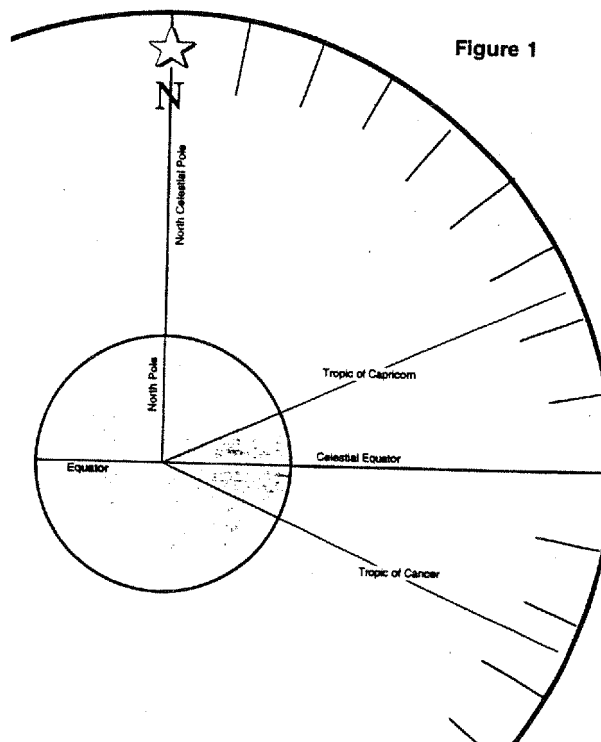 Figure 1
N
North Celestial Pole
North Pole
Tropic of Capricorn
Equator
Celestial Equator
Tropic of Cancer